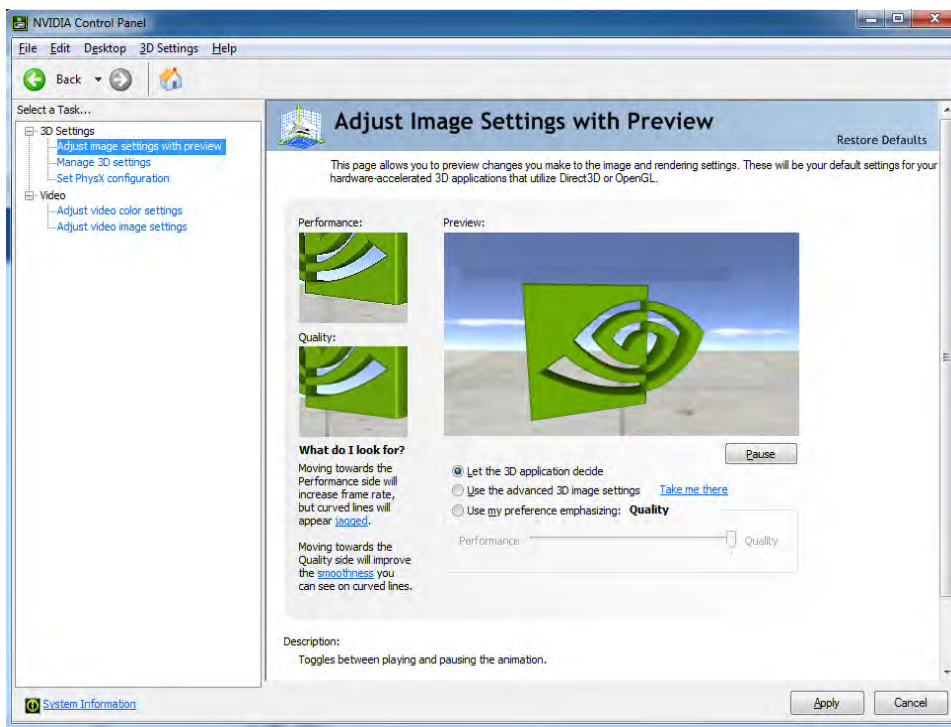 NVIDIA Control Panel
File Edit Desktop 3D Settings Help
Back
Select a Task...
3D Settings
Adjust image settings with preview
Manage 3D settings
Set PhysX configuration
Video
Adjust video color settings
Adjust video image settings
System Information
Adjust Image Settings with Preview
Restore Defaults
This page allows you to preview changes you make to the image and rendering settings. These will be your default settings for your
hardware-accelerated 3D applications that utilize Direct3D or OpenGL.
Performance:
Quality:
What do I look for?
Moving towards the
Performance side will
increase frame rate,
but curved lines will
appear jagged.
Moving towards the
Quality side will improve
the smoothness you
can see on curved lines.
Preview:
Pause
Let the 3D application decide
Use the advanced 3D image settings Take me there
Use my preference emphasizing: Quality
Performance Quality
Description:
Toggles between playing and pausing the animation.
Apply Cancel